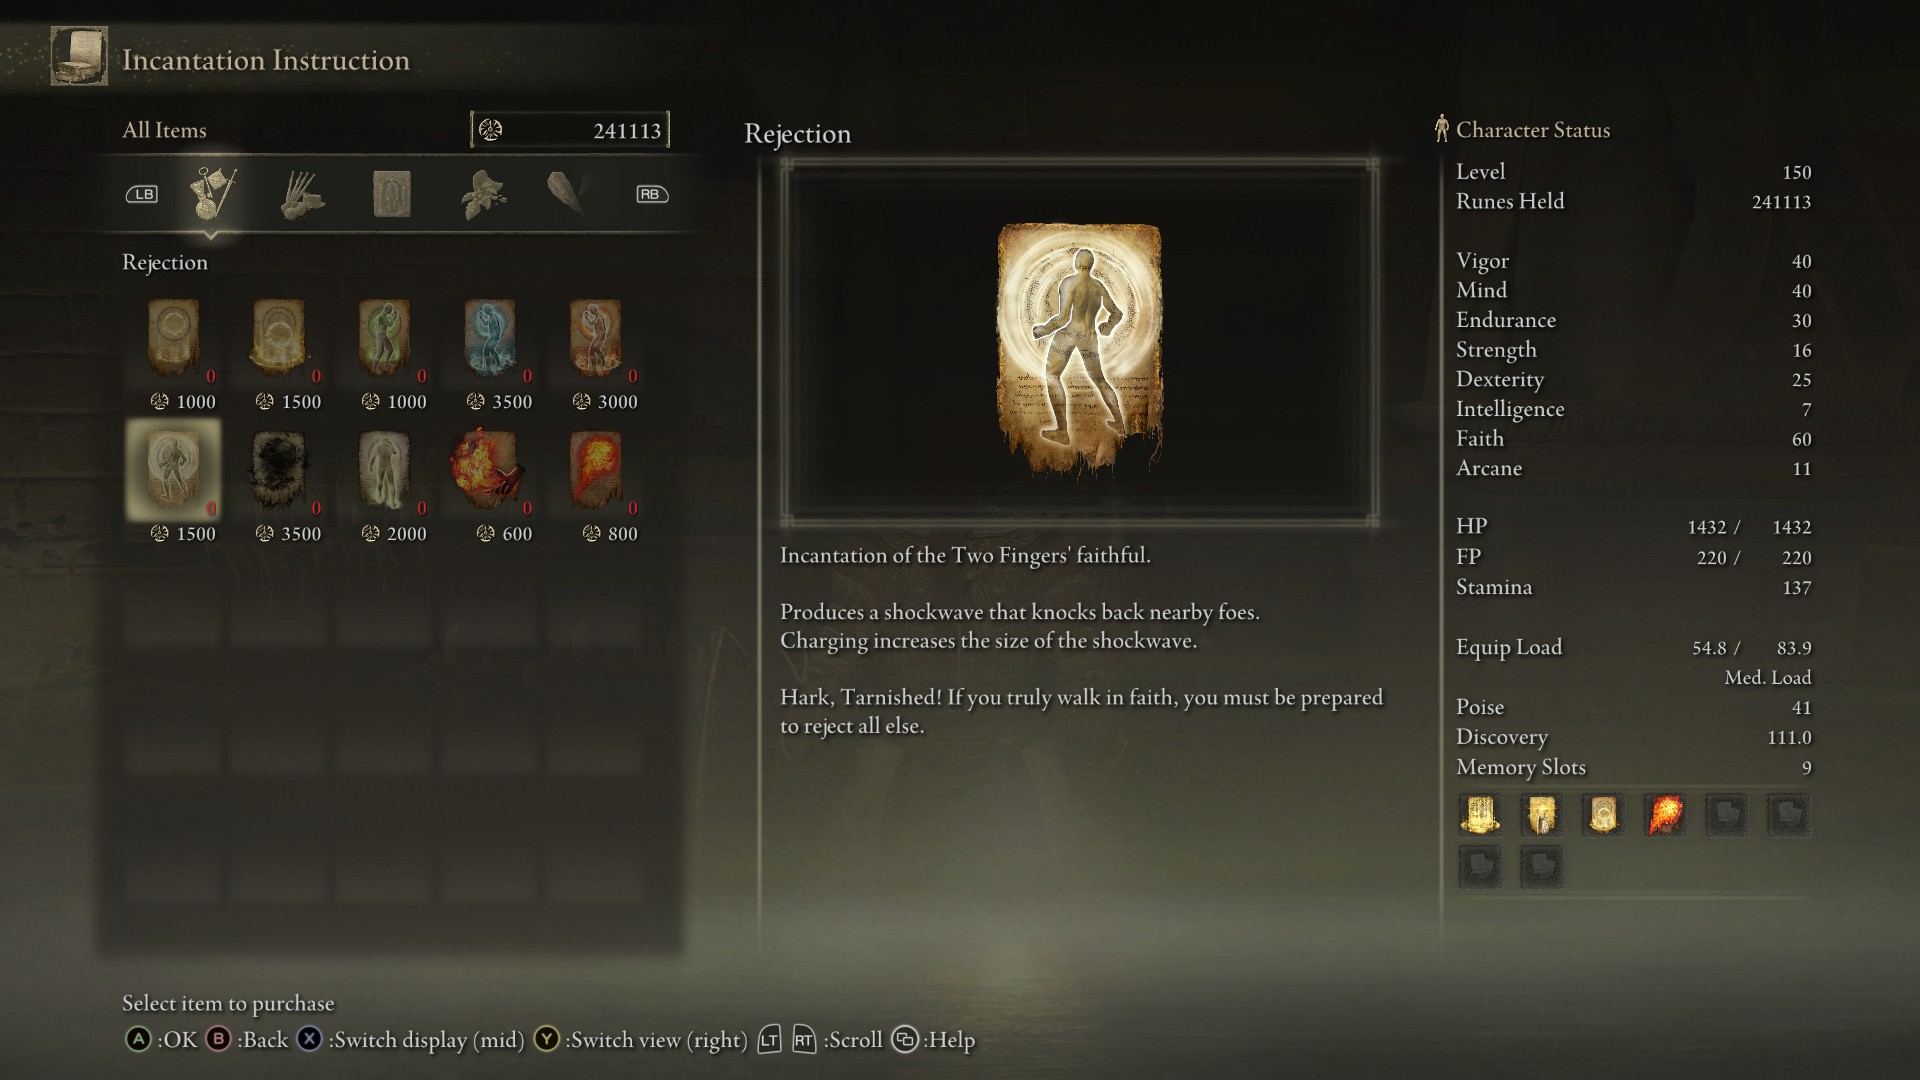 Incantation Instruction
All Items
241113
LB
RB
Rejection
0 0 0 0 0
1000 1500 1000 3500 3000
0 0 0 0 0
1500 3500 2000 600 800
Rejection
Incantation of the Two Fingers' faithful.
Produces a shockwave that knocks back nearby foes.
Charging increases the size of the shockwave.
Hark, Tarnished! If you truly walk in faith, you must be prepared
to reject all else.
Character Status
Level 150
Runes Held 241113
Vigor 40
Mind 40
Endurance 30
Strength 16
Dexterity 25
Intelligence 7
Faith 60
Arcane 11
HP 1432 / 1432
FP 220 / 220
Stamina 137
Equip Load 54.8 / 83.9
Med. Load
Poise 41
Discovery 111.0
Memory Slots 9
Select item to purchase
A :OK B :Back X :Switch display (mid) Y :Switch view (right) LT RT :Scroll :Help